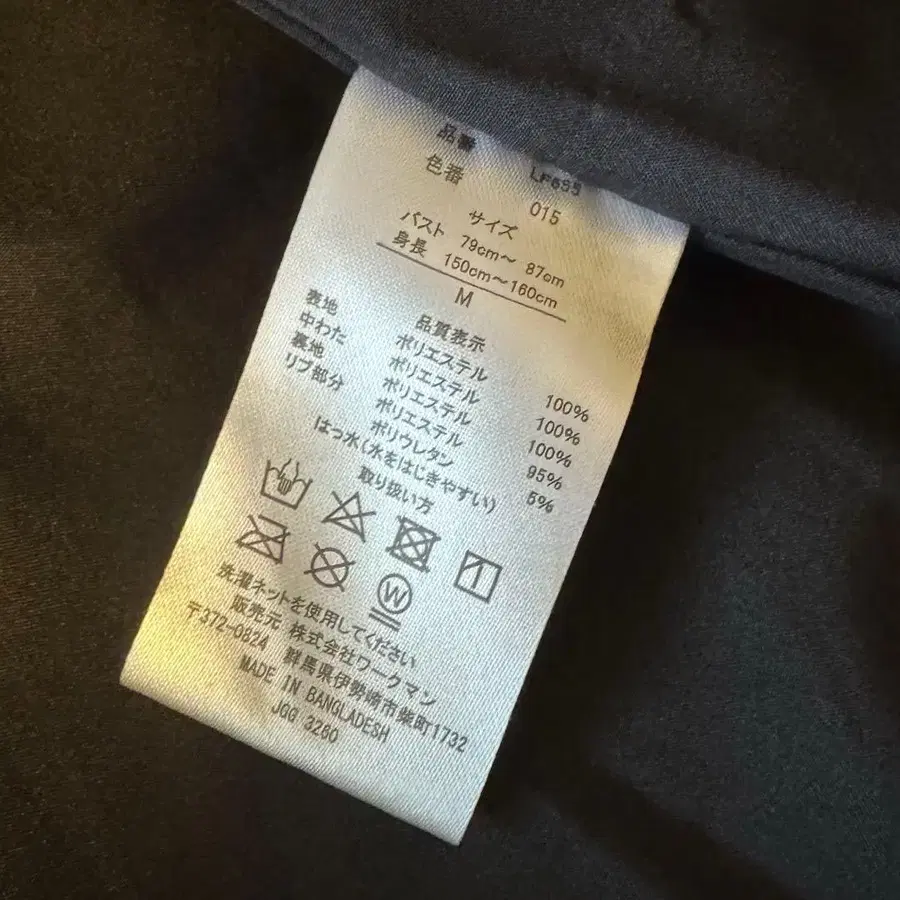 品番 LF695
色番 015
サイズ
バスト 79cm～ 87cm
身長 150cm～160cm
M
品質表示
表地 ポリエステル 100%
中わた ポリエステル 100%
裏地 ポリエステル 100%
リブ部分 ポリエステル 95%
ポリウレタン 5%
はっ水(水をはじきやすい)
取り扱い方
W
洗濯ネットを使用してください
販売元 株式会社ワークマン
〒372-0824 群馬県伊勢崎市柴町1732
MADE IN BANGLADESH
JGG 3260